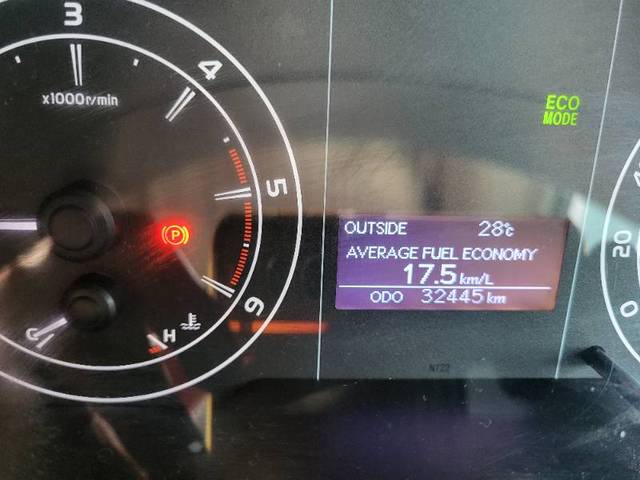 3
4
x1000r/min
ECO
MODE
5
P
OUTSIDE 28℃
AVERAGE FUEL ECONOMY
17.5 km/L
ODO 32445 km
20
0
6
C
H
N722